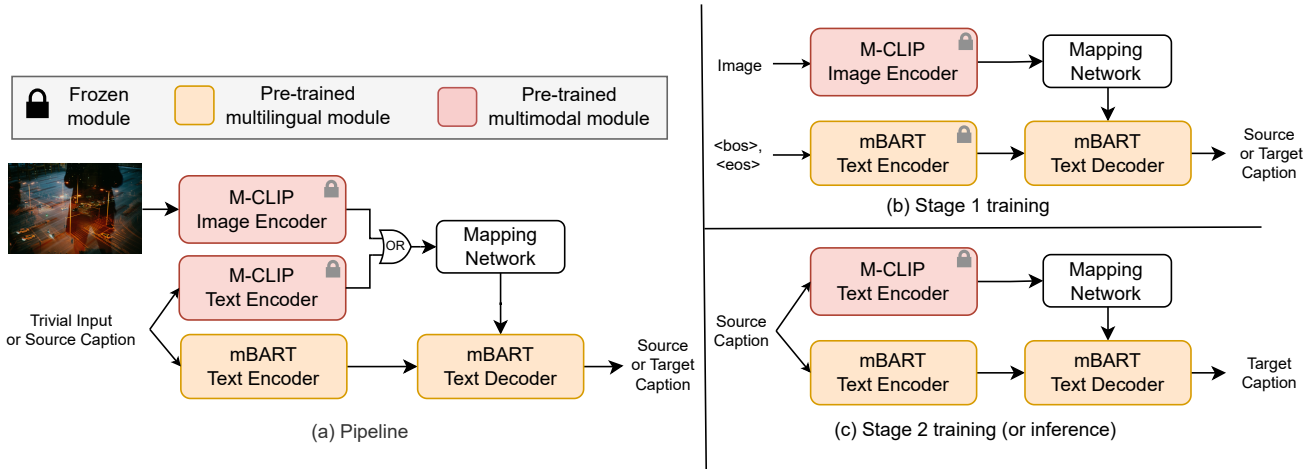 Frozen
module
Pre-trained
multilingual module
Pre-trained
multimodal module
M-CLIP
Image Encoder
M-CLIP
Text Encoder
OR
Mapping
Network
Trivial Input
or Source Caption
mBART
Text Encoder
mBART
Text Decoder
Source
or Target
Caption
(a) Pipeline
Image
M-CLIP
Image Encoder
Mapping
Network
<bos>,
<eos>
mBART
Text Encoder
mBART
Text Decoder
Source
or Target
Caption
(b) Stage 1 training
Source
Caption
M-CLIP
Text Encoder
Mapping
Network
mBART
Text Encoder
mBART
Text Decoder
Target
Caption
(c) Stage 2 training (or inference)